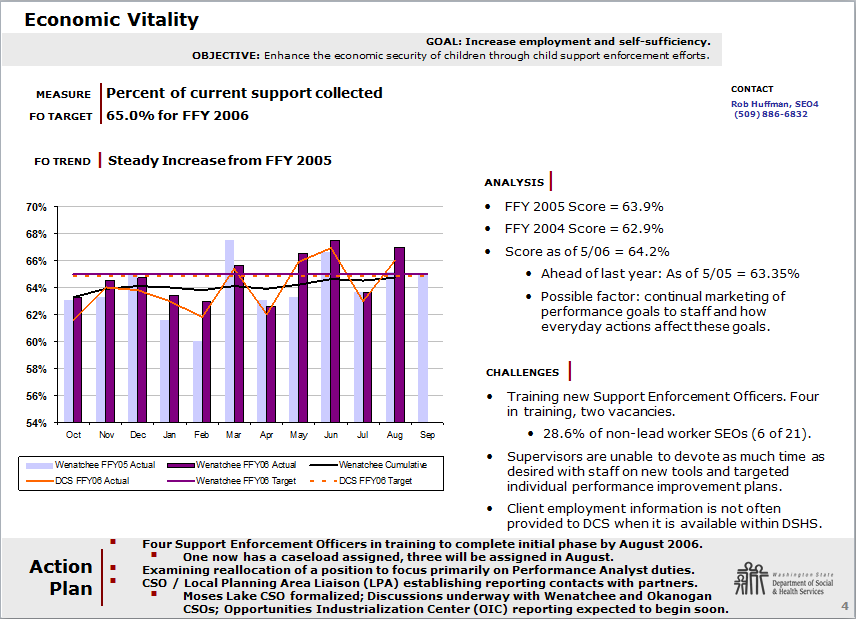 Economic Vitality
GOAL: Increase employment and self-sufficiency.
OBJECTIVE: Enhance the economic security of children through child support enforcement efforts.
MEASURE Percent of current support collected
FO TARGET 65.0% for FFY 2006
CONTACT
Rob Huffman, SEO4
(509) 886-6832
FO TREND Steady Increase from FFY 2005
70%
68%
66%
64%
62%
60%
58%
56%
54%
Oct Nov Dec Jan Feb Mar Apr May Jun Jul Aug Sep
Wenatchee FFY05 Actual Wenatchee FFY06 Actual Wenatchee Cumulative
DCS FFY06 Actual Wenatchee FFY06 Target DCS FFY06 Target
ANALYSIS
• FFY 2005 Score = 63.9%
• FFY 2004 Score = 62.9%
• Score as of 5/06 = 64.2%
• Ahead of last year: As of 5/05 = 63.35%
• Possible factor: continual marketing of
performance goals to staff and how
everyday actions affect these goals.
CHALLENGES
• Training new Support Enforcement Officers. Four
in training, two vacancies.
• 28.6% of non-lead worker SEOs (6 of 21).
• Supervisors are unable to devote as much time as
desired with staff on new tools and targeted
individual performance improvement plans.
• Client employment information is not often
provided to DCS when it is available within DSHS.
Action
Plan
Four Support Enforcement Officers in training to complete initial phase by August 2006.
One now has a caseload assigned, three will be assigned in August.
Examining reallocation of a position to focus primarily on Performance Analyst duties.
CSO / Local Planning Area Liaison (LPA) establishing reporting contacts with partners.
Moses Lake CSO formalized; Discussions underway with Wenatchee and Okanogan
CSOs; Opportunities Industrialization Center (OIC) reporting expected to begin soon.
Washington State
Department of Social
& Health Services
4